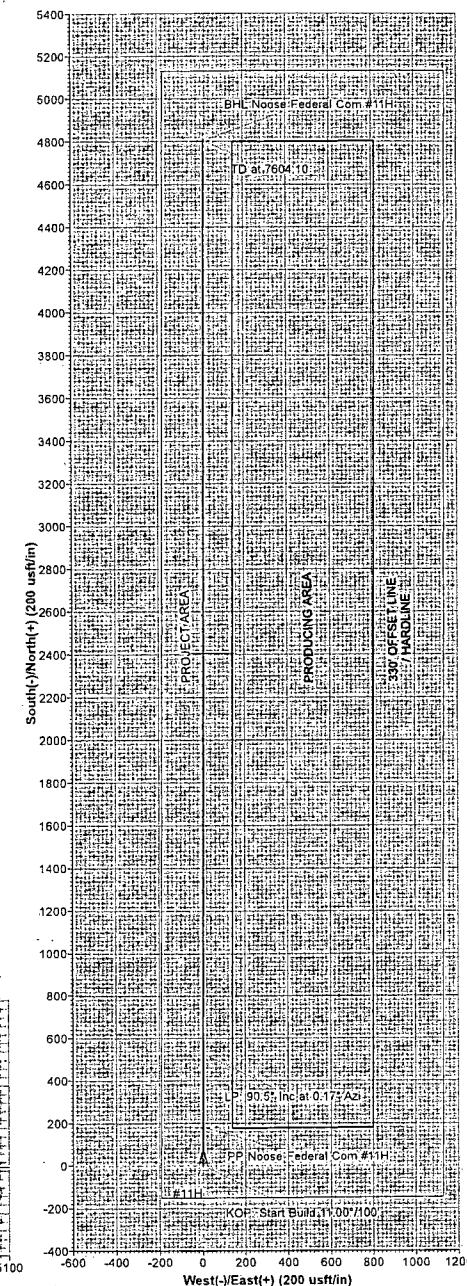 5400
5200
5000
4800
4600
4400
4200
4000
3800
3600
3400
3200
3000
2800
2600
2400
2200
2000
1800
1600
1400
1200
1000
800
600
400
200
0
-200
-400
South(-)/North(+) (200 usft/in)
BHL Noose Federal Com #11H
TD at 7604.10
PROJECT AREA
PRODUCING AREA
330' OFFSET LINE
/ HARDLINE
LP: 90.5° Inc at 0.17° Azi
PP Noose Federal Com #11H
#11H
KOP: Start Build 11.00°/100'
-600 -400 -200 0 200 400 600 800 1000 1200
West(-)/East(+) (200 usft/in)